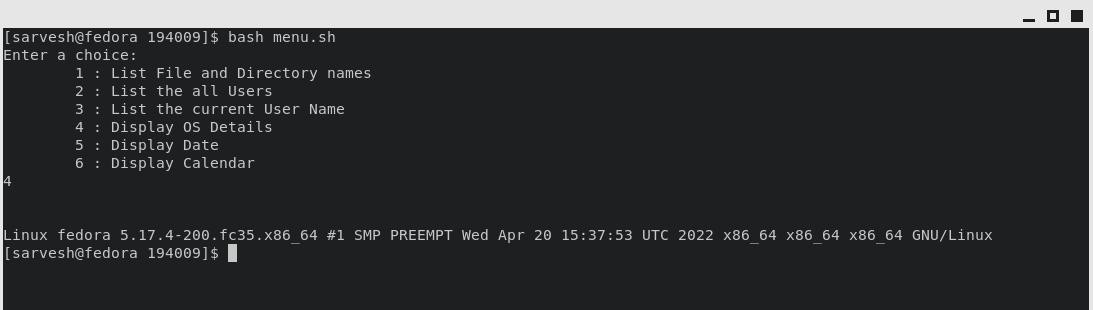 [sarvesh@fedora 194009]$ bash menu.sh
Enter a choice:
1 : List File and Directory names
2 : List the all Users
3 : List the current User Name
4 : Display OS Details
5 : Display Date
6 : Display Calendar
4
Linux fedora 5.17.4-200.fc35.x86_64 #1 SMP PREEMPT Wed Apr 20 15:37:53 UTC 2022 x86_64 x86_64 x86_64 GNU/Linux
[sarvesh@fedora 194009]$